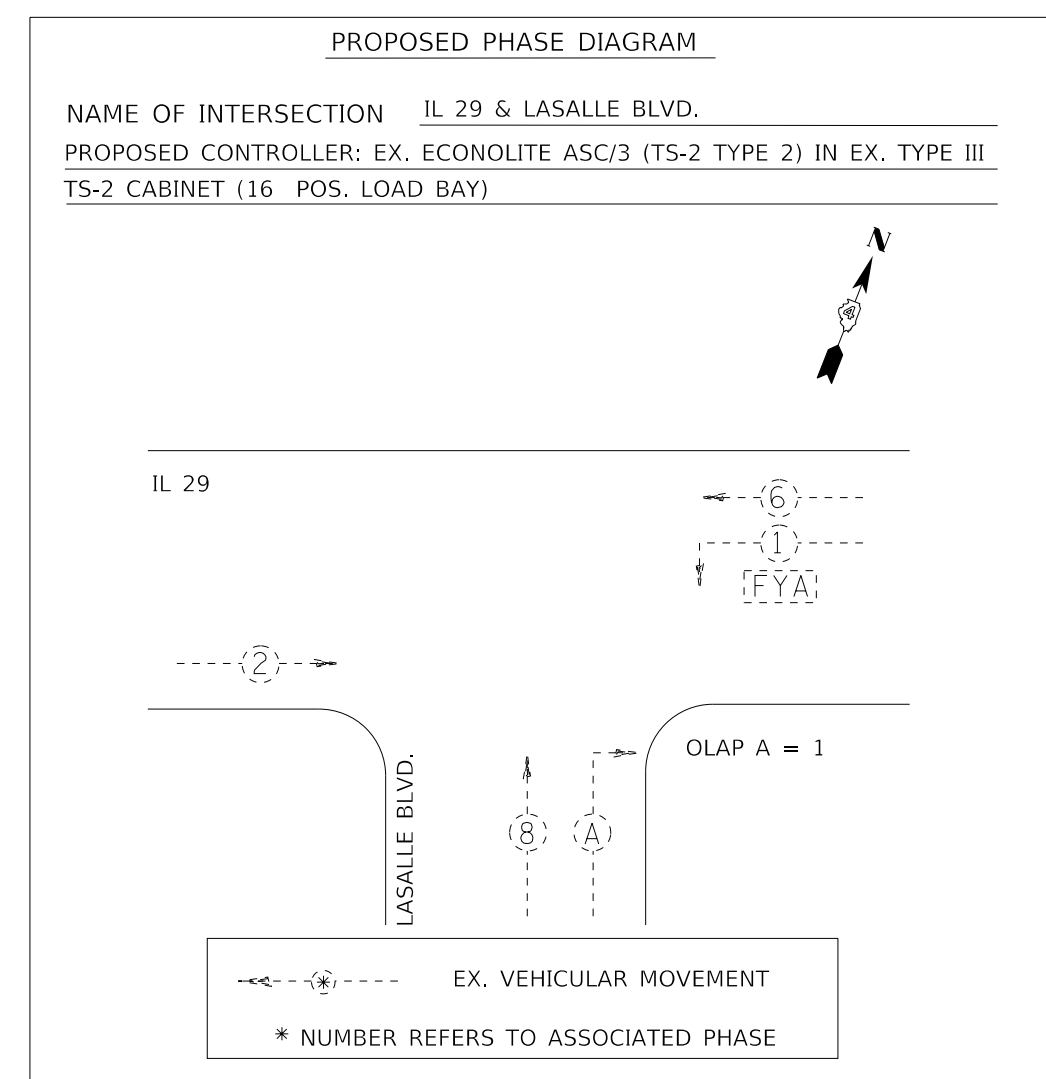 PROPOSED PHASE DIAGRAM
NAME OF INTERSECTION IL 29 & LASALLE BLVD.
PROPOSED CONTROLLER: EX. ECONOLITE ASC/3 (TS-2 TYPE 2) IN EX. TYPE III
TS-2 CABINET (16 POS. LOAD BAY)
N
4
IL 29
6
1
FYA
2
OLAP A = 1
LASALLE BLVD.
8
A
* EX. VEHICULAR MOVEMENT
* NUMBER REFERS TO ASSOCIATED PHASE